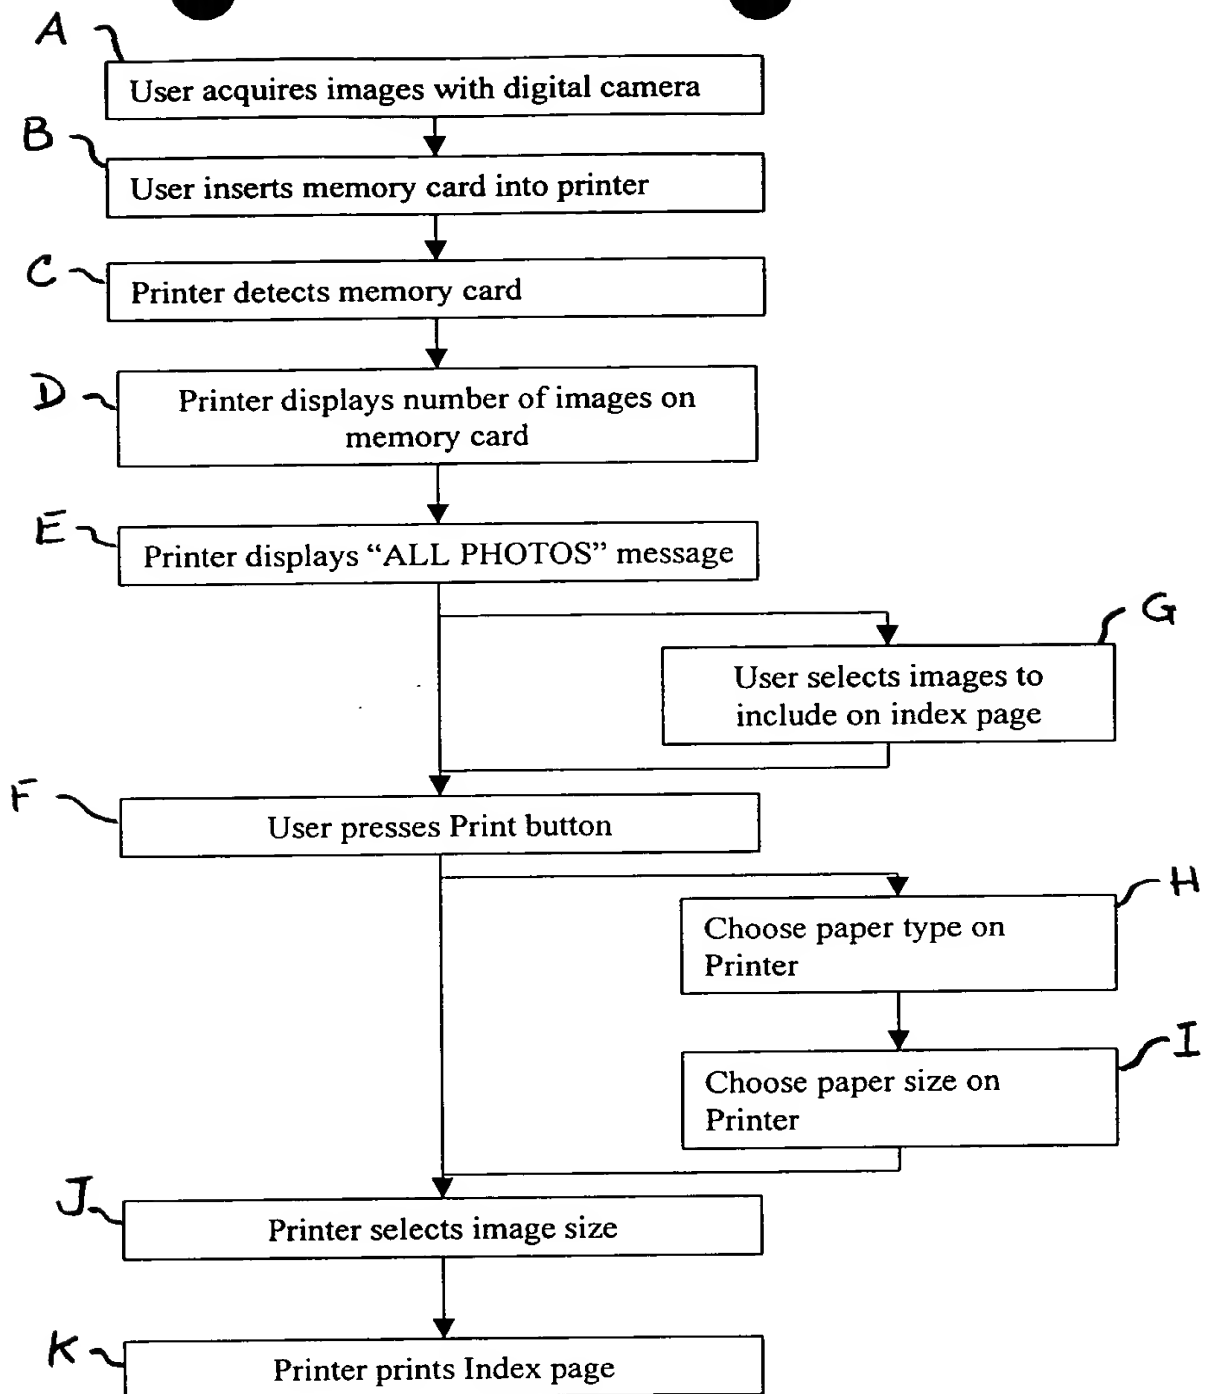 A
User acquires images with digital camera
B
User inserts memory card into printer
C
Printer detects memory card
D
Printer displays number of images on
memory card
E
Printer displays “ALL PHOTOS” message
G
User selects images to
include on index page
F
User presses Print button
H
Choose paper type on
Printer
I
Choose paper size on
Printer
J
Printer selects image size
K
Printer prints Index page